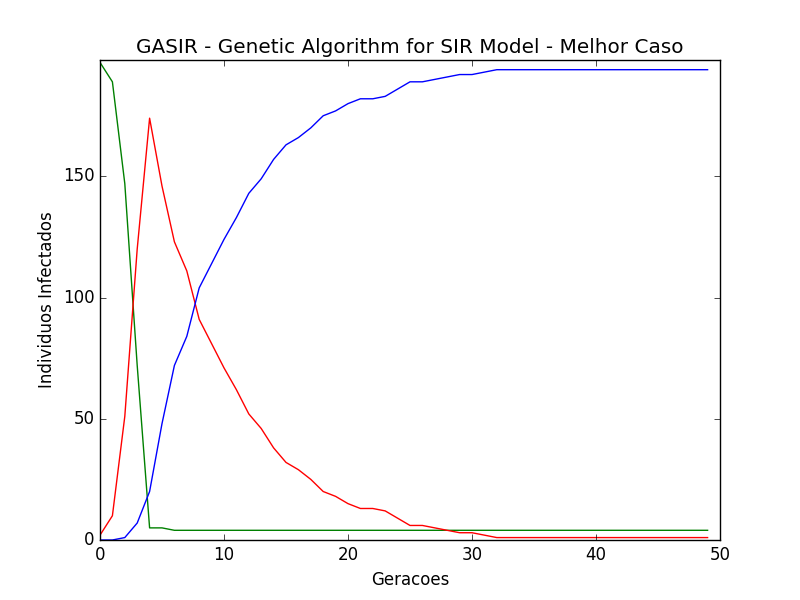 GASIR - Genetic Algorithm for SIR Model - Melhor Caso
Individuos Infectados
150
100
50
0
0 10 20 30 40 50
Geracoes